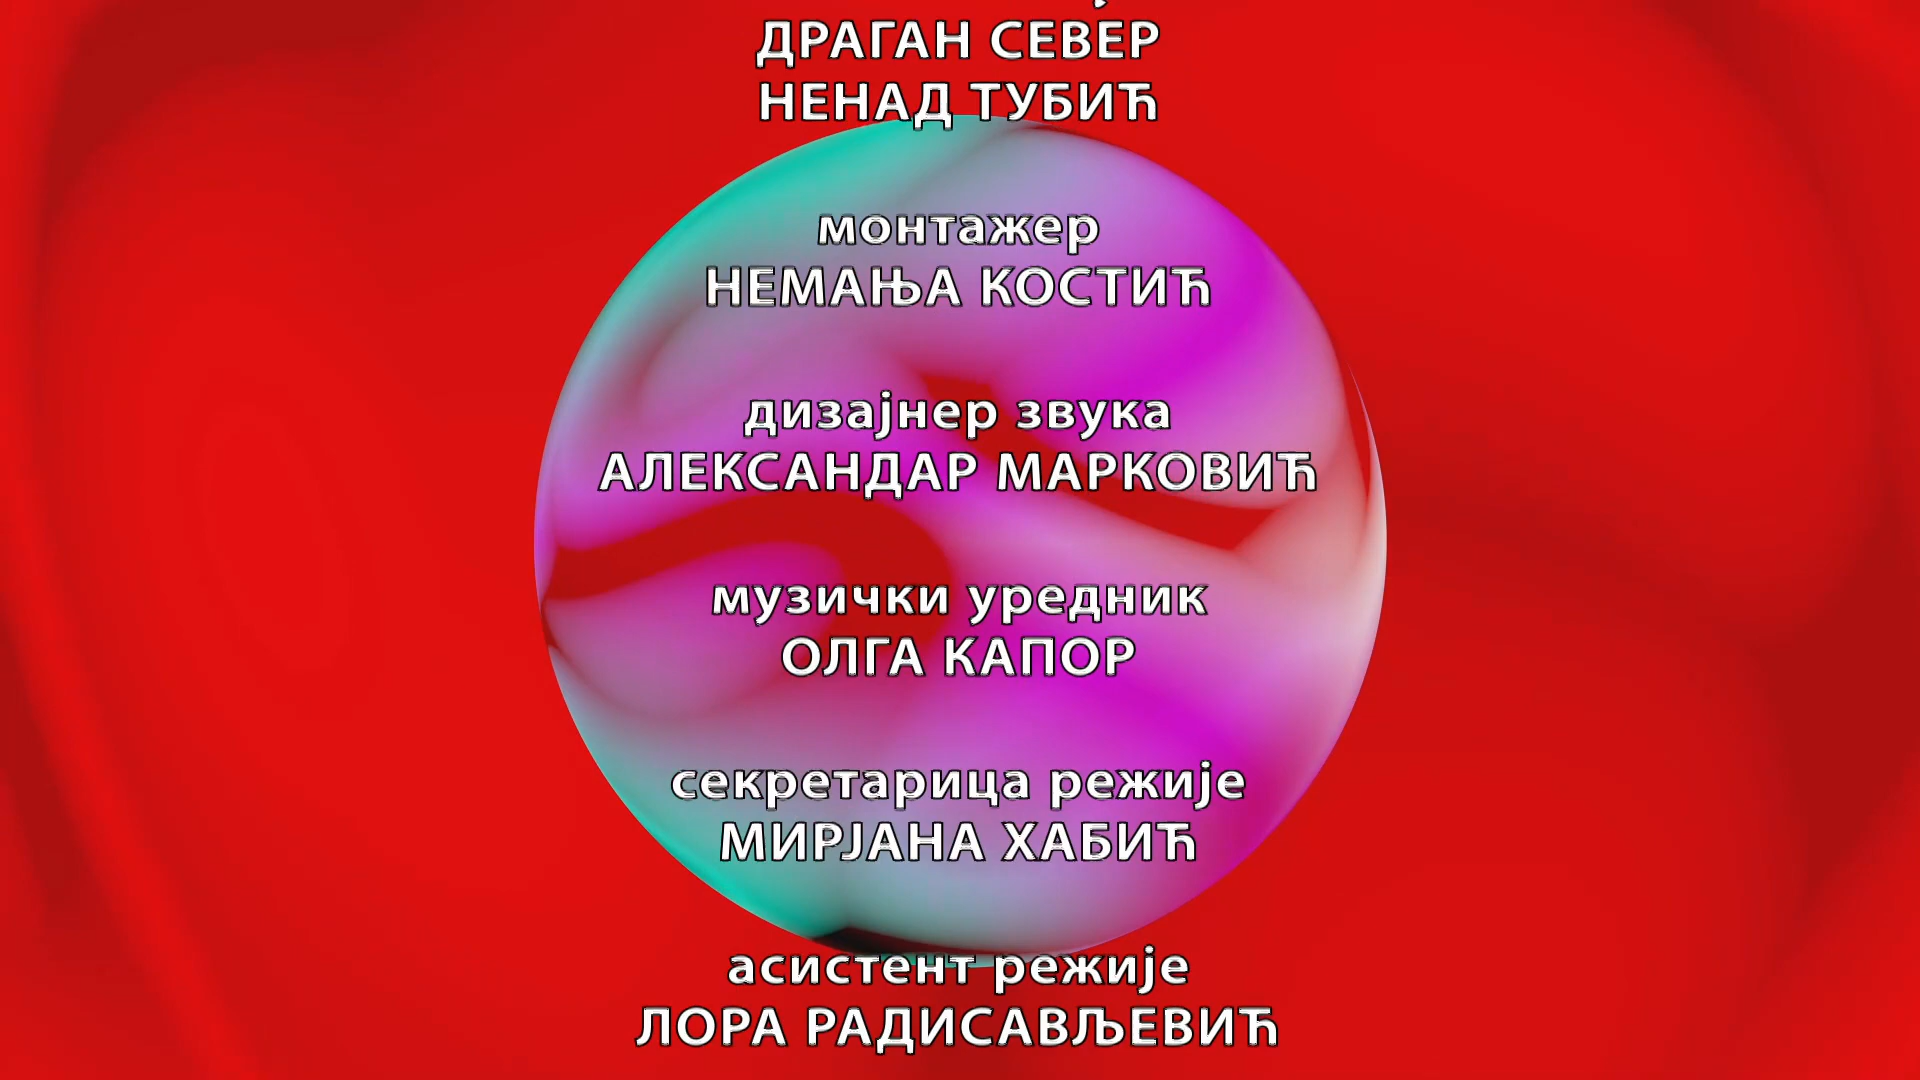 ДРАГАН СЕВЕР
НЕНАД ТУБИЋ
монтажер
НЕМАЊА КОСТИЋ
дизајнер звука
АЛЕКСАНДАР МАРКОВИЋ
музички уредник
ОЛГА КАПОР
секретарица режије
МИРЈАНА ХАБИЋ
асистент режије
ЛОРА РАДИСАВЉЕВИЋ